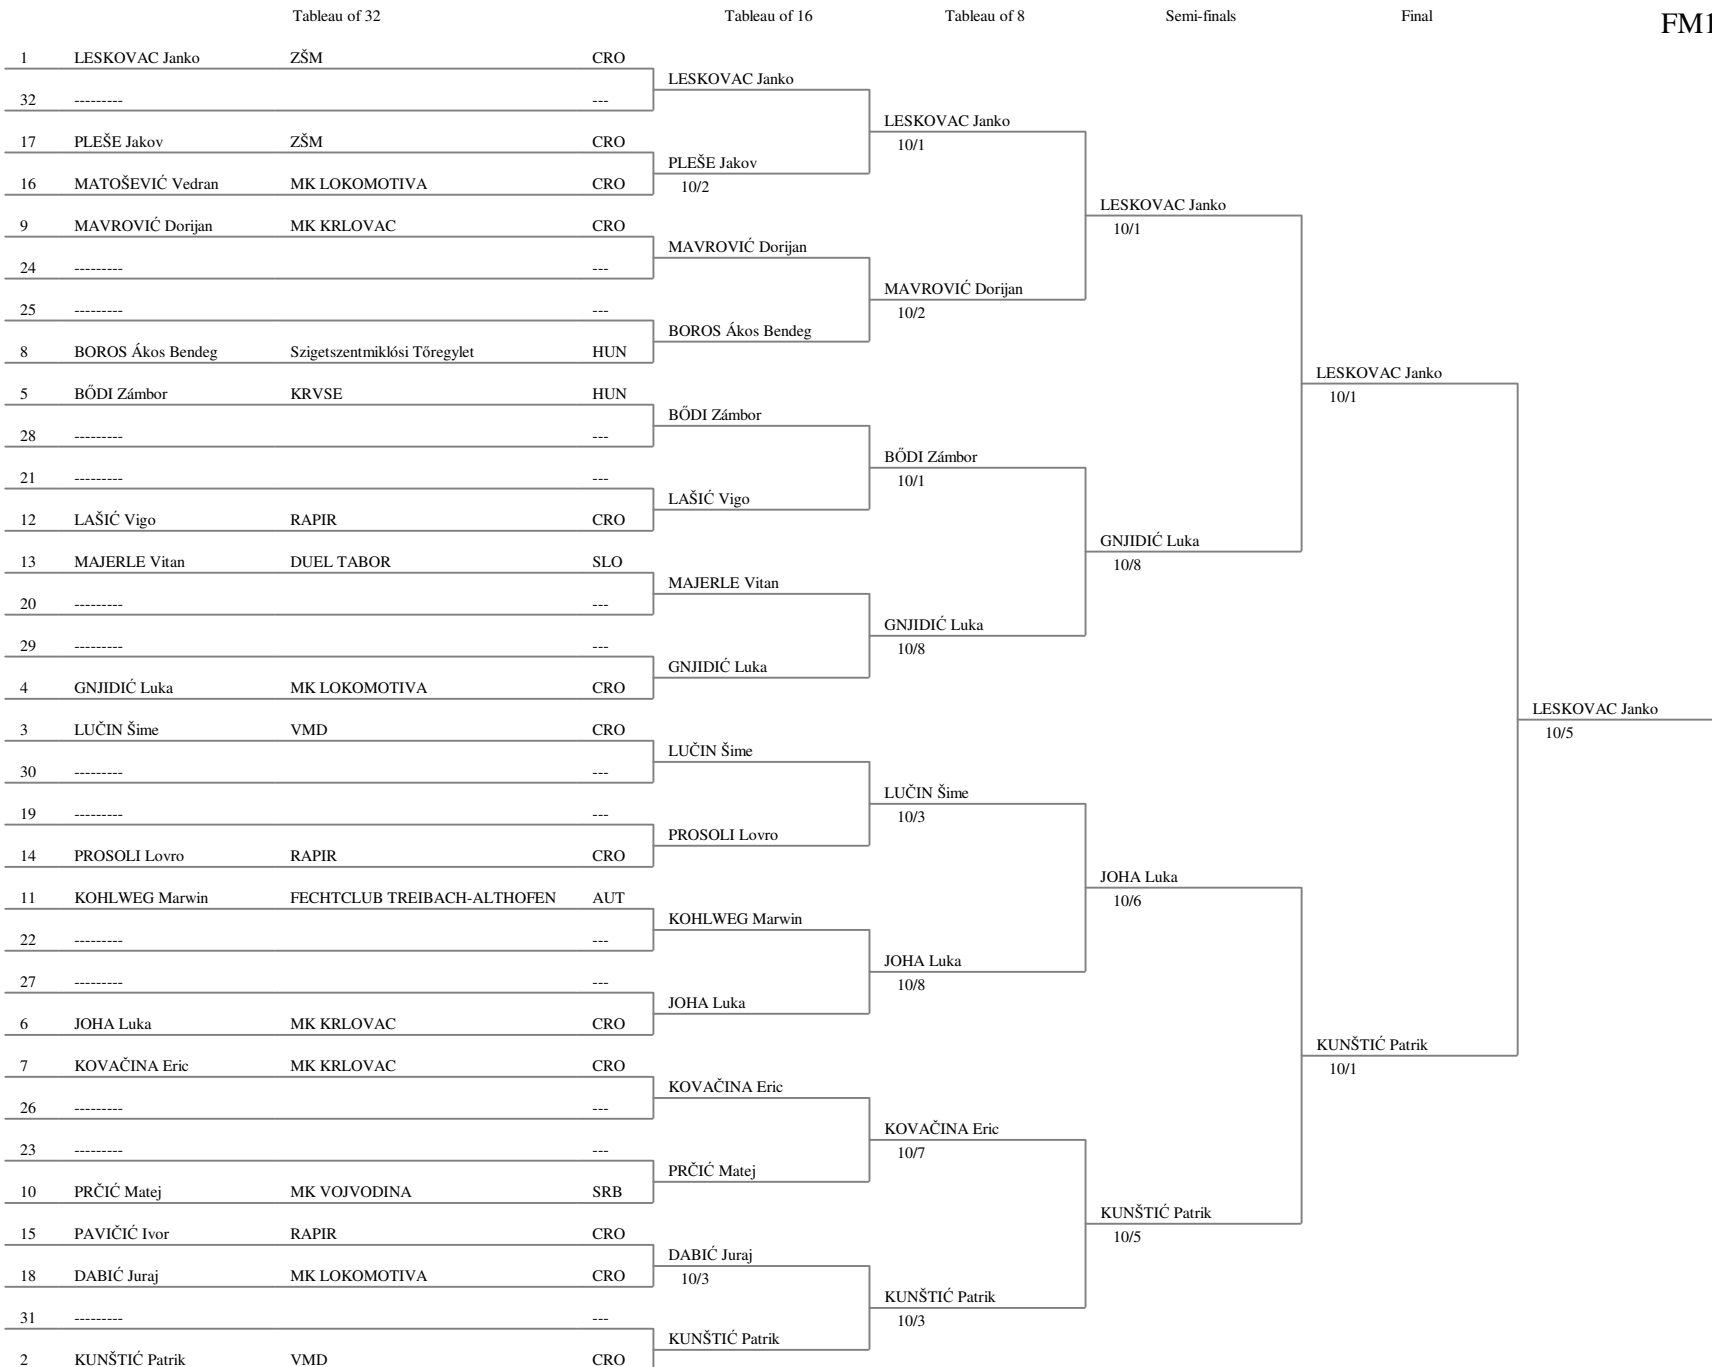 Tableau of 32 Tableau of 16 Tableau of 8 Semi-finals Final
FM1
1 LESKOVAC Janko ZŠM CRO
LESKOVAC Janko
32 --------- ---
LESKOVAC Janko
10/1
17 PLEŠE Jakov ZŠM CRO
PLEŠE Jakov
10/2
16 MATOŠEVIĆ Vedran MK LOKOMOTIVA CRO
LESKOVAC Janko
10/1
9 MAVROVIĆ Dorijan MK KRLOVAC CRO
MAVROVIĆ Dorijan
24 --------- ---
MAVROVIĆ Dorijan
10/2
25 --------- ---
BOROS Ákos Bendeg
8 BOROS Ákos Bendeg Szigetszentmiklósi Tőregylet HUN
LESKOVAC Janko
10/1
5 BŐDI Zámbor KRVSE HUN
BŐDI Zámbor
28 --------- ---
BŐDI Zámbor
10/1
21 --------- ---
LAŠIĆ Vigo
12 LAŠIĆ Vigo RAPIR CRO
GNJIDIĆ Luka
10/8
13 MAJERLE Vitan DUEL TABOR SLO
MAJERLE Vitan
20 --------- ---
GNJIDIĆ Luka
10/8
29 --------- ---
GNJIDIĆ Luka
4 GNJIDIĆ Luka MK LOKOMOTIVA CRO
LESKOVAC Janko
10/5
3 LUČIN Šime VMD CRO
LUČIN Šime
30 --------- ---
LUČIN Šime
10/3
19 --------- ---
PROSOLI Lovro
14 PROSOLI Lovro RAPIR CRO
JOHA Luka
10/6
11 KOHLWEG Marwin FECHTCLUB TREIBACH-ALTHOFEN AUT
KOHLWEG Marwin
22 --------- ---
JOHA Luka
10/8
27 --------- ---
JOHA Luka
6 JOHA Luka MK KRLOVAC CRO
KUNŠTIĆ Patrik
10/1
7 KOVAČINA Eric MK KRLOVAC CRO
KOVAČINA Eric
26 --------- ---
KOVAČINA Eric
10/7
23 --------- ---
PRČIĆ Matej
10 PRČIĆ Matej MK VOJVODINA SRB
KUNŠTIĆ Patrik
10/5
15 PAVIČIĆ Ivor RAPIR CRO
DABIĆ Juraj
10/3
18 DABIĆ Juraj MK LOKOMOTIVA CRO
KUNŠTIĆ Patrik
10/3
31 --------- ---
KUNŠTIĆ Patrik
2 KUNŠTIĆ Patrik VMD CRO